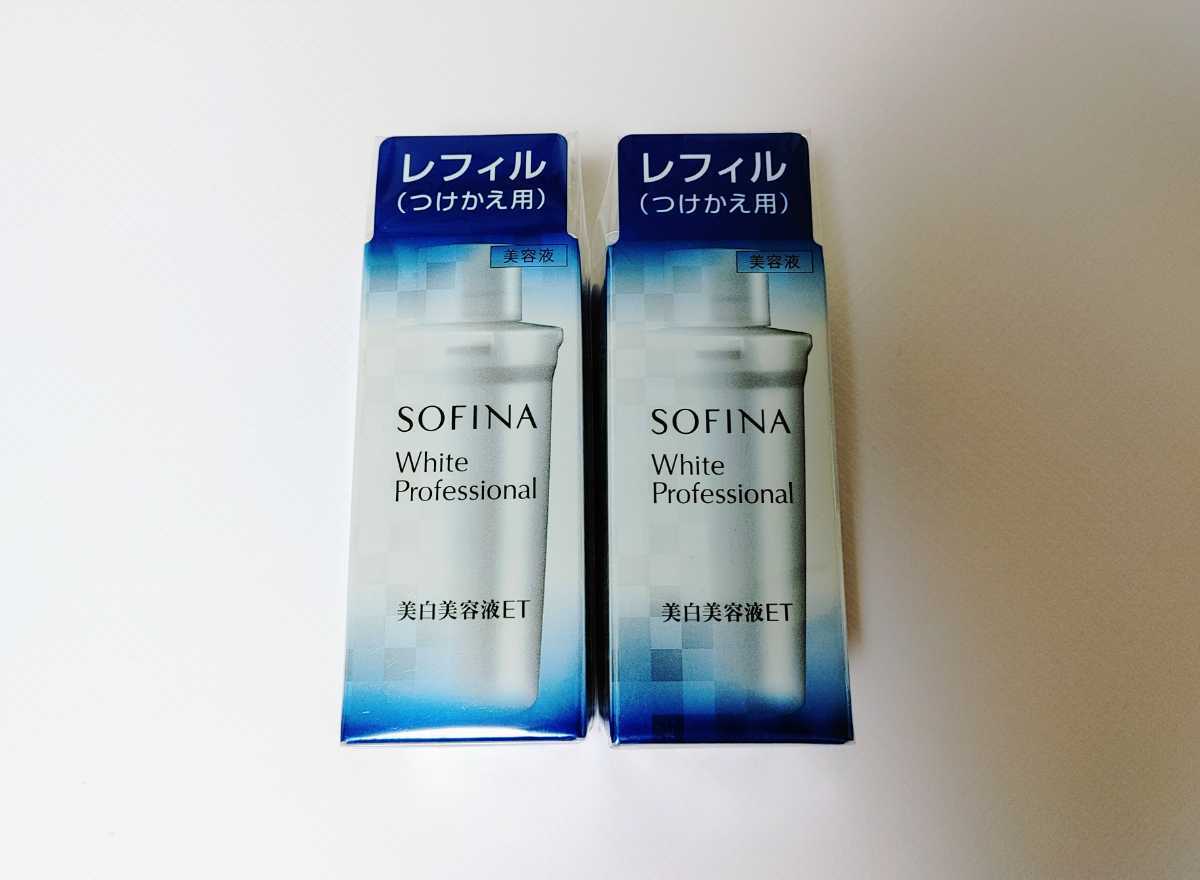 レフィル
(つけかえ用)
美容液
SOFINA
White
Professional
美白美容液ET
レフィル
(つけかえ用)
美容液
SOFINA
White
Professional
美白美容液ET